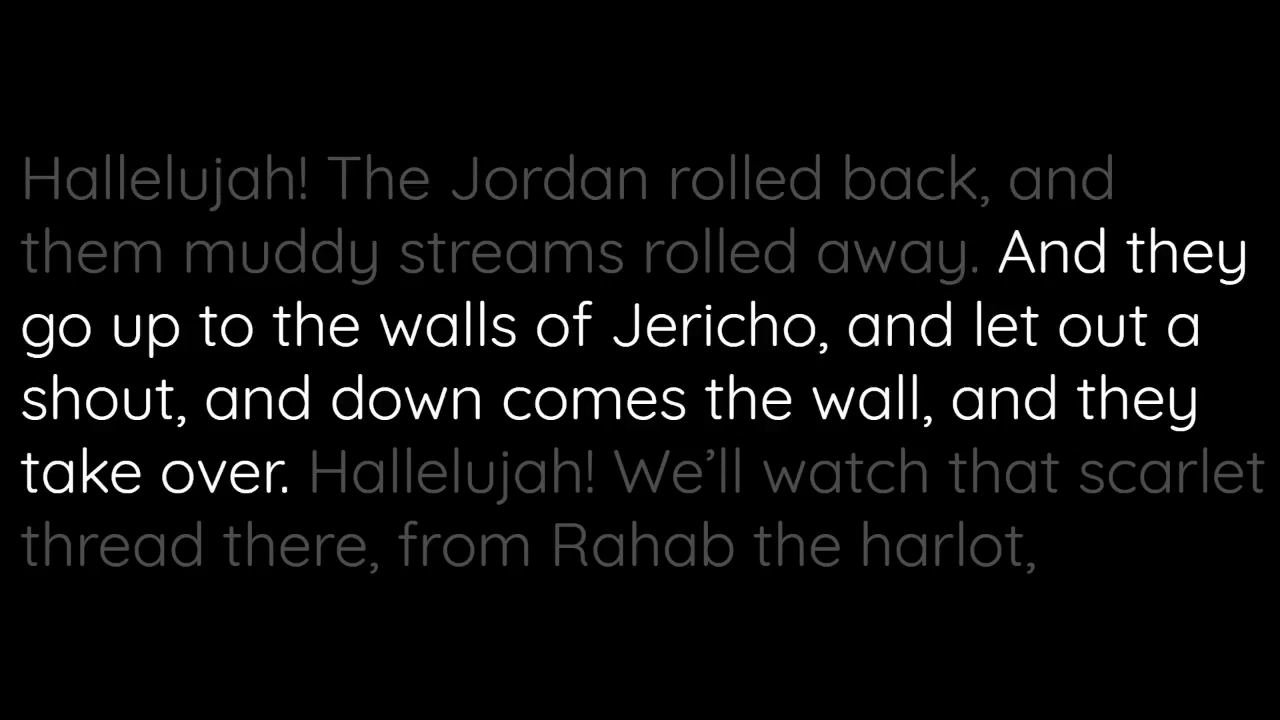 Hallelujah! The Jordan rolled back, and
them muddy streams rolled away. And they
go up to the walls of Jericho, and let out a
shout, and down comes the wall, and they
take over. Hallelujah! We’ll watch that scarlet
thread there, from Rahab the harlot,